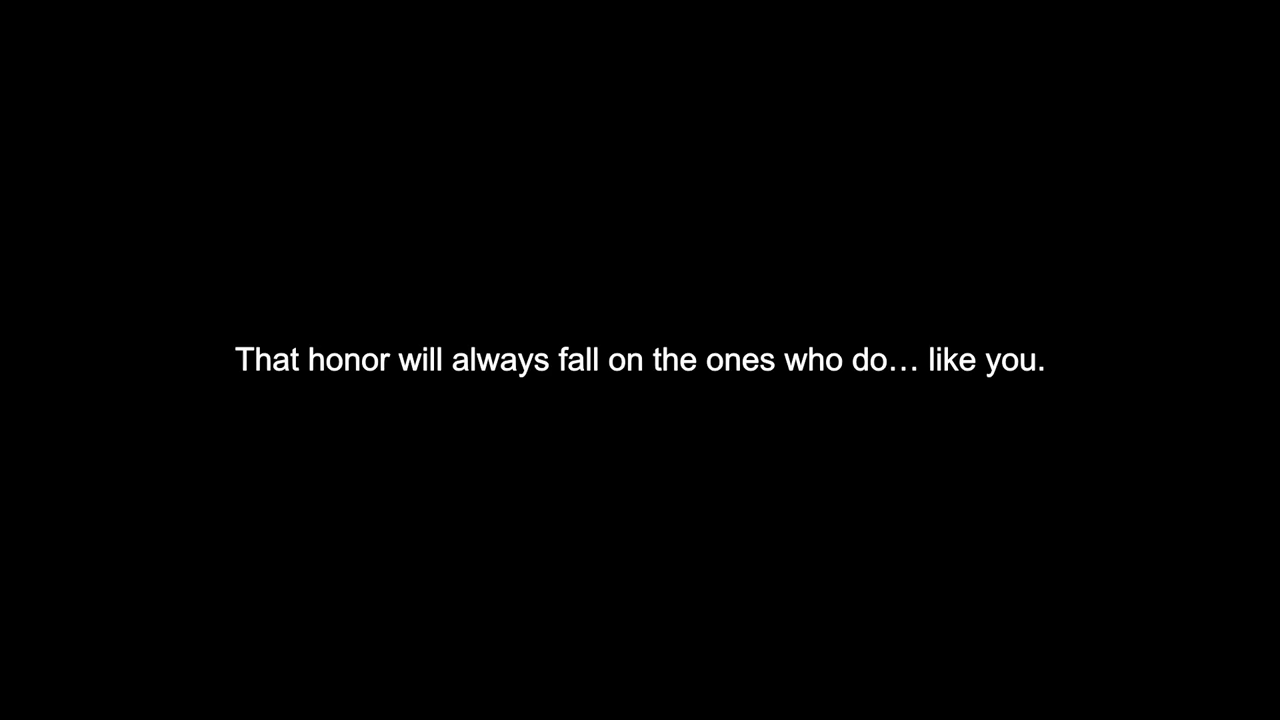 That honor will always fall on the ones who do… like you.